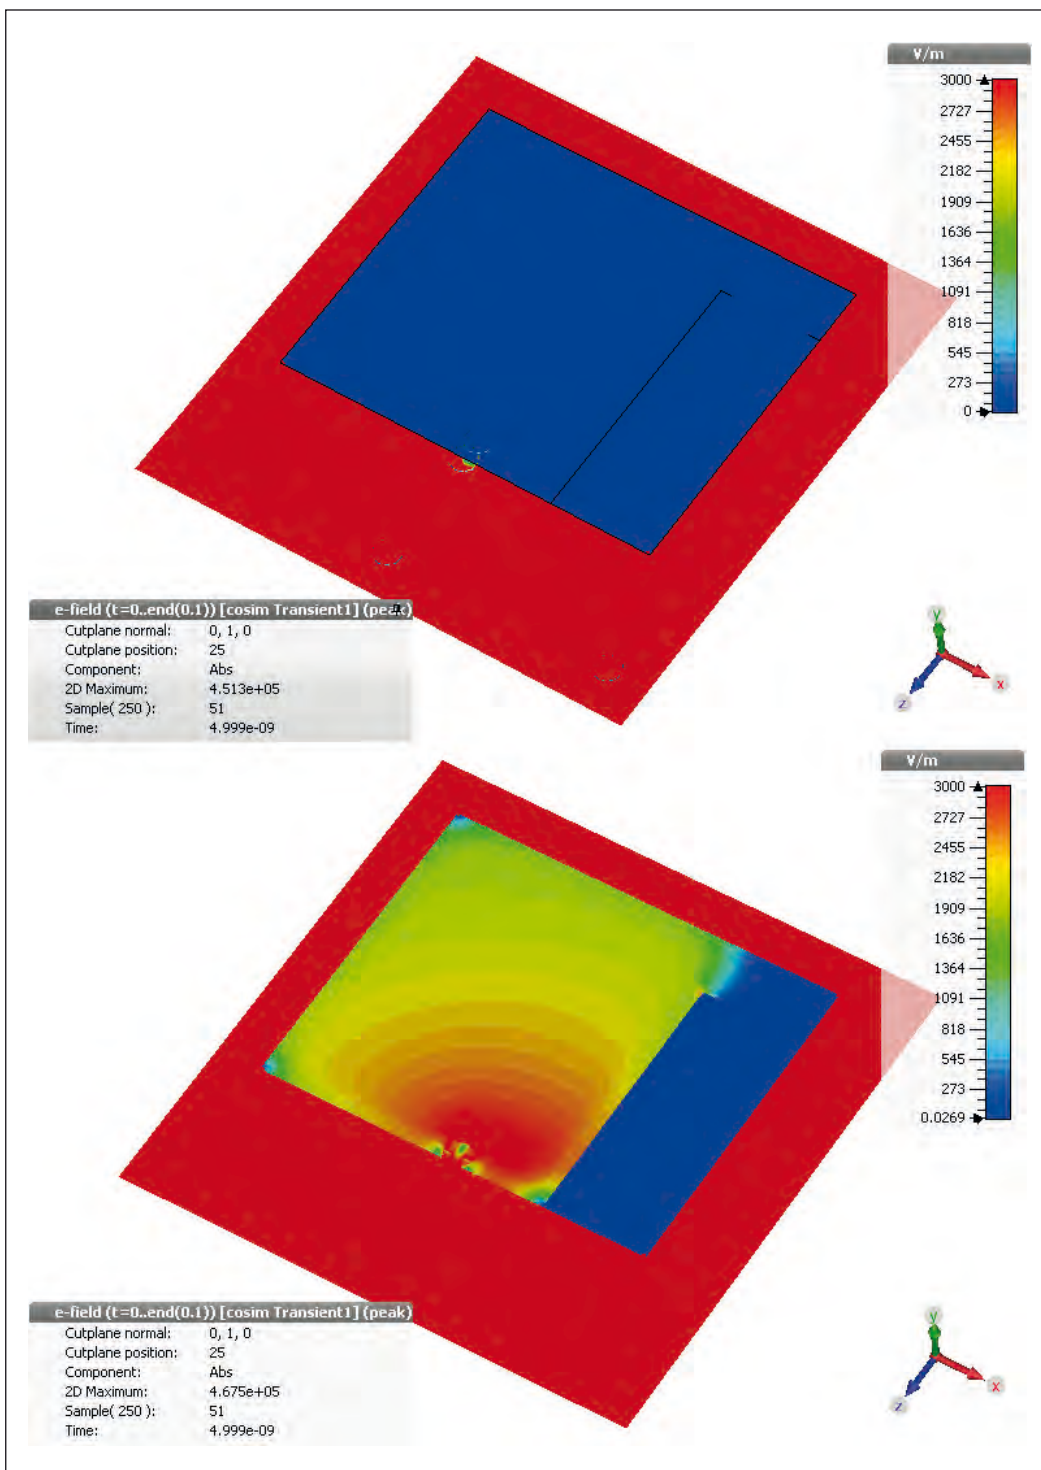 V/m
3000
2727
2455
2182
1909
1636
1364
1091
818
545
273
0
e-field (t=0..end(0.1)) [cosim Transient1] (peak)
Cutplane normal: 0, 1, 0
Cutplane position: 25
Component: Abs
2D Maximum: 4.513e+05
Sample( 250 ): 51
Time: 4.999e-09
y
x
z
V/m
3000
2727
2455
2182
1909
1636
1364
1091
818
545
273
0.0269
e-field (t=0..end(0.1)) [cosim Transient1] (peak)
Cutplane normal: 0, 1, 0
Cutplane position: 25
Component: Abs
2D Maximum: 4.675e+05
Sample( 250 ): 51
Time: 4.999e-09
y
x
z